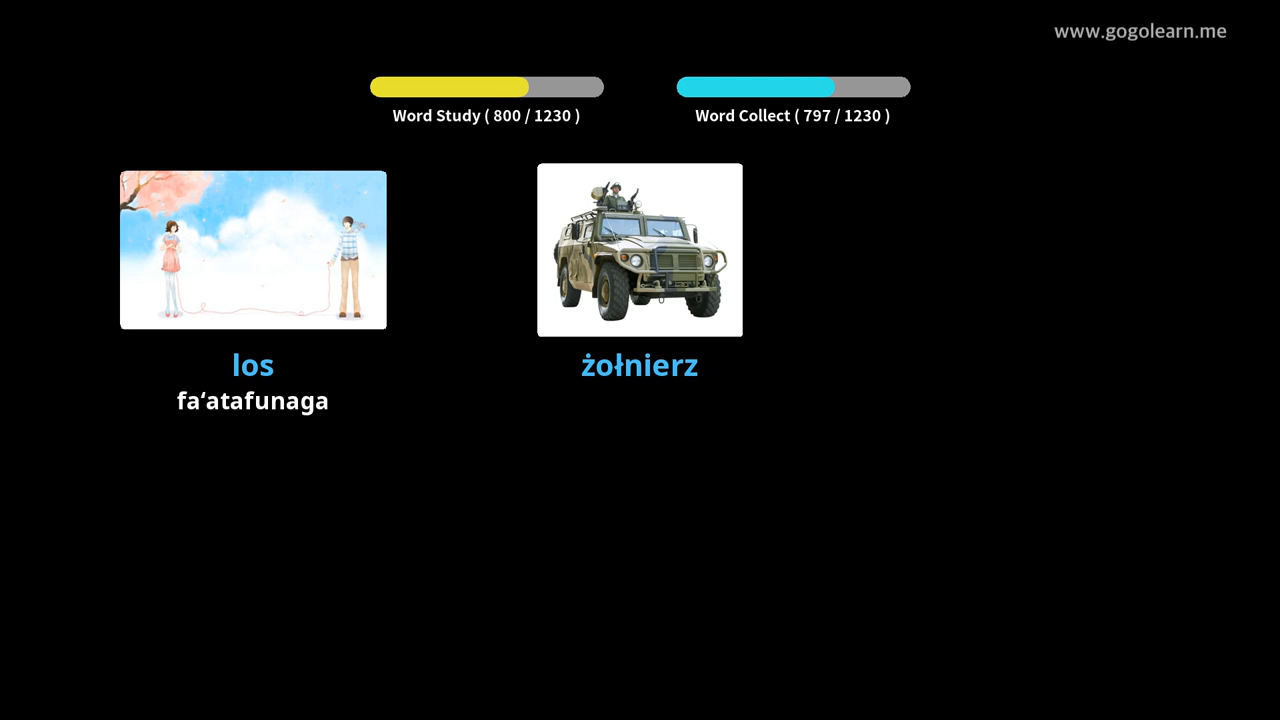 www.gogolearn.me
Word Study ( 800 / 1230 )
Word Collect ( 797 / 1230 )
los
fa‘atafunaga
żołnierz